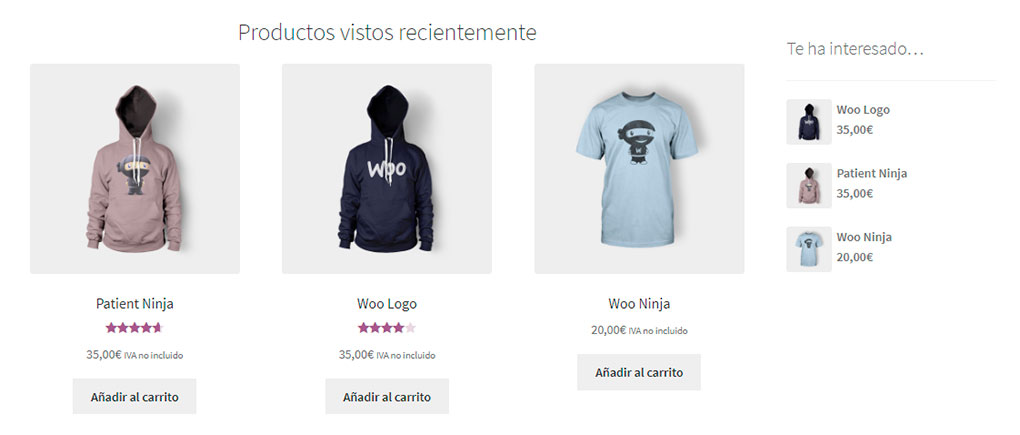 Productos vistos recientemente
Woo
Patient Ninja
35,00€ IVA no incluido
Añadir al carrito
Woo Logo
35,00€ IVA no incluido
Añadir al carrito
Woo Ninja
20,00€ IVA no incluido
Añadir al carrito
Te ha interesado…
Woo Logo
35,00€
Patient Ninja
35,00€
Woo Ninja
20,00€